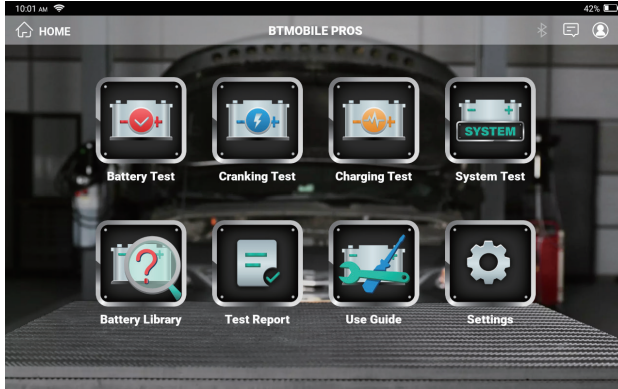 10:01 AM 42%
HOME BTMOBILE PROS
SYSTEM
Battery Test Cranking Test Charging Test System Test
Battery Library Test Report Use Guide Settings